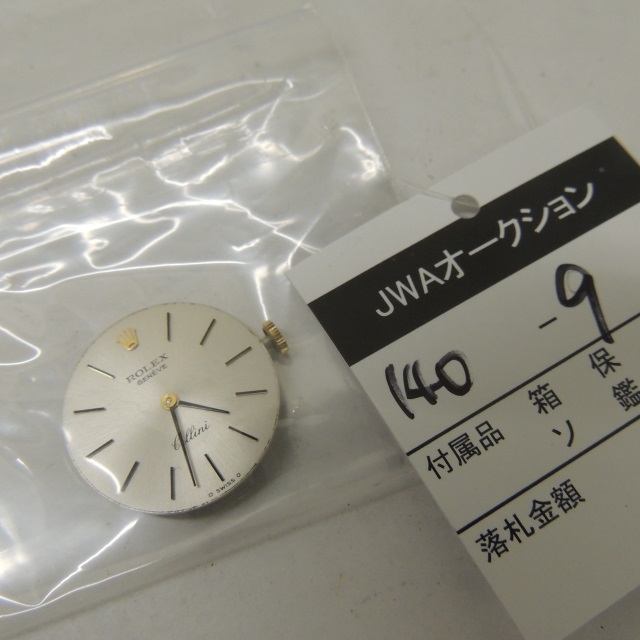 ROLEX
GENEVE
Cellini
SWISS
JWAオークション
140-9
付属品 箱 保
ソ 鑑
落札金額